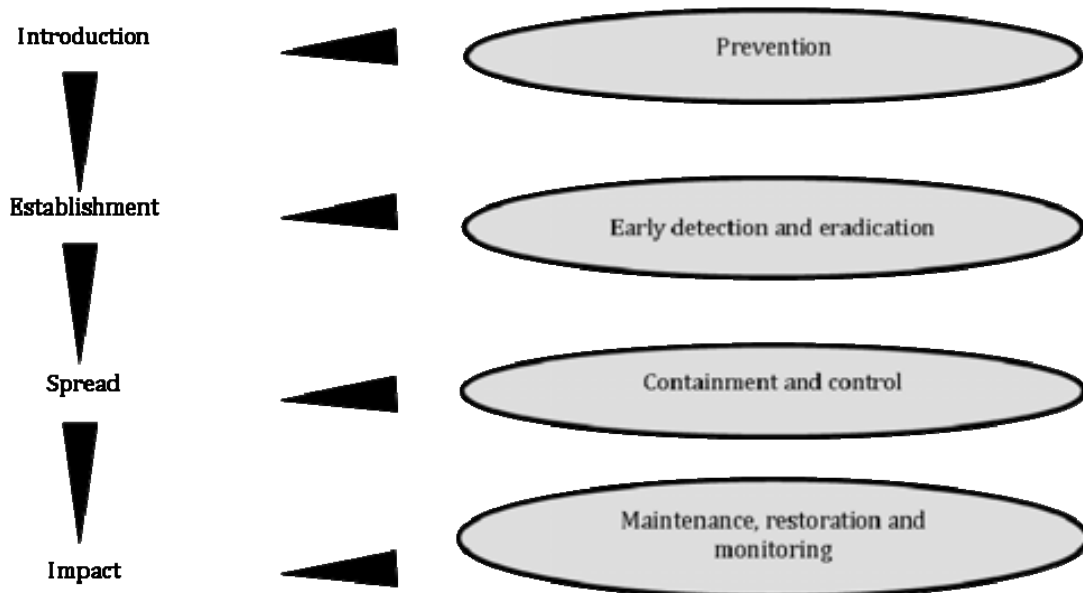 Introduction
Prevention
Establishment
Early detection and eradication
Spread
Containment and control
Maintenance, restoration and
monitoring
Impact